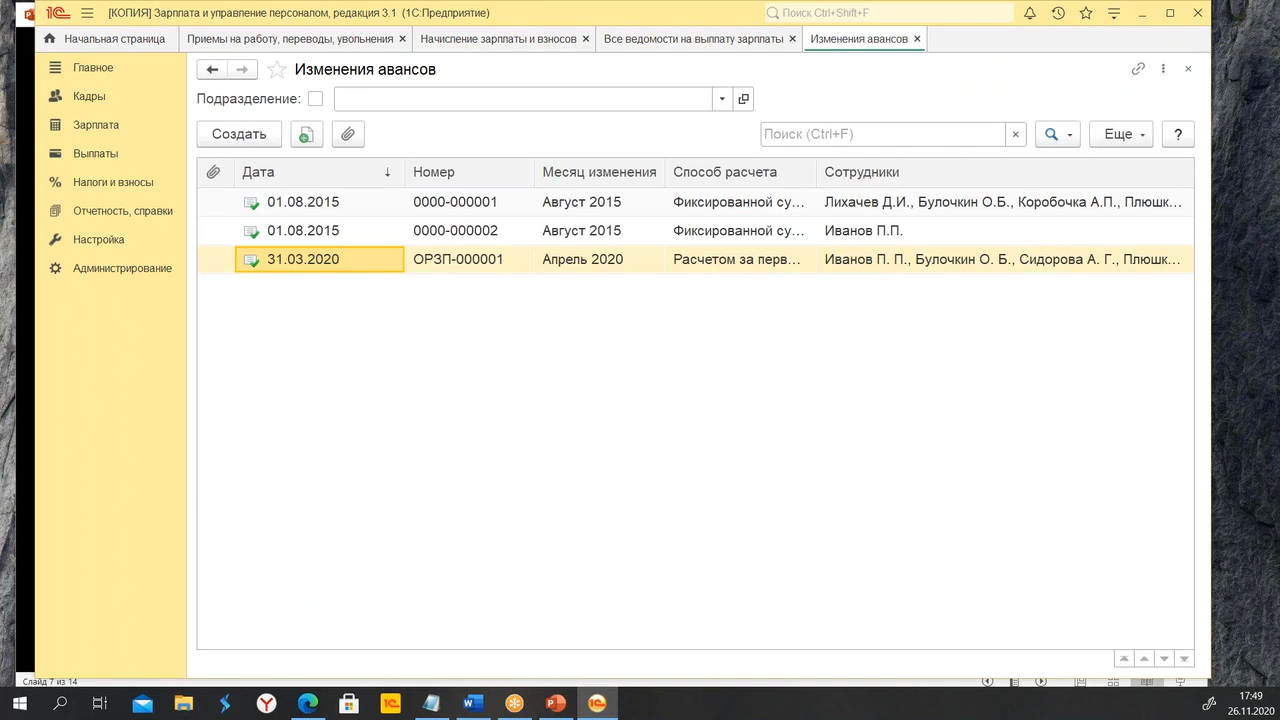 [КОПИЯ] Зарплата и управление персоналом, редакция 3.1 (1С:Предприятие)
Поиск Ctrl+Shift+F
Начальная страница
Приемы на работу, переводы, увольнения ×
Начисление зарплаты и взносов ×
Все ведомости на выплату зарплаты ×
Изменения авансов ×
Главное
Кадры
Зарплата
Выплаты
Налоги и взносы
Отчетность, справки
Настройка
Администрирование
Изменения авансов
Подразделение:
Создать
Поиск (Ctrl+F) ×
Еще
?
Дата ↓ Номер Месяц изменения Способ расчета Сотрудники
01.08.2015 0000-000001 Август 2015 Фиксированной су... Лихачев Д.И., Булочкин О.Б., Коробочка А.П., Плюшк...
01.08.2015 0000-000002 Август 2015 Фиксированной су... Иванов П.П.
31.03.2020 ОРЗП-000001 Апрель 2020 Расчетом за перв... Иванов П. П., Булочкин О. Б., Сидорова А. Г., Плюшк...
Слайд 7 из 14
17:49
26.11.2020